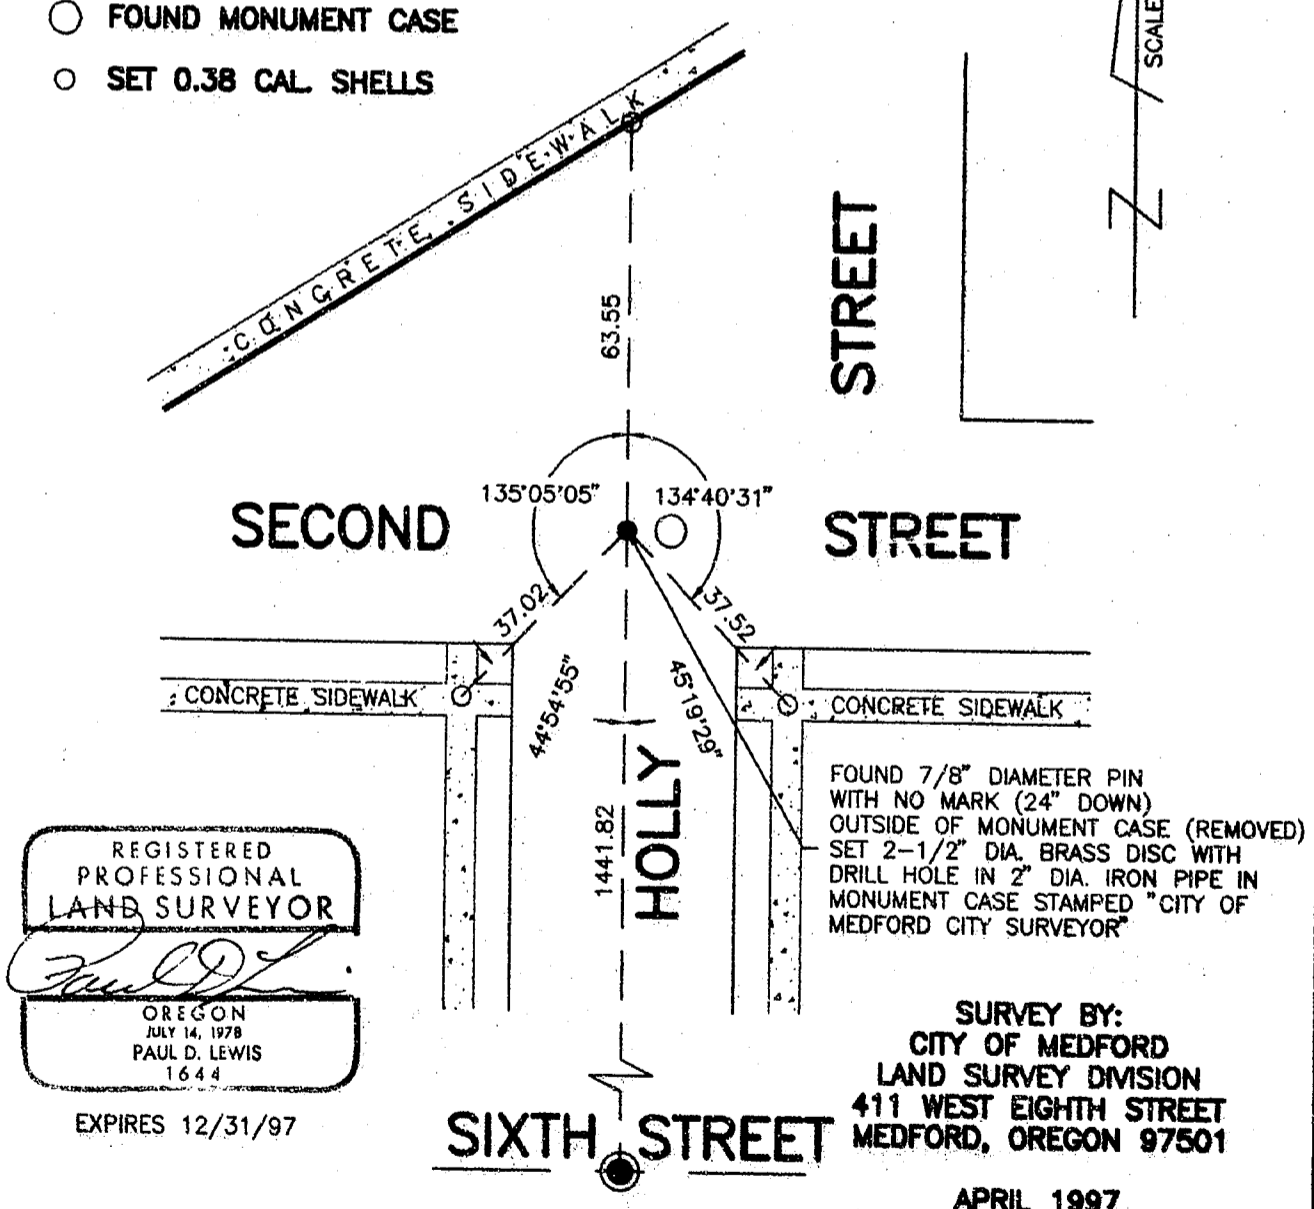 FOUND MONUMENT CASE
SET 0.38 CAL. SHELLS
SCALE
CONCRETE SIDEWALK
63.55
STREET
135°05'05"
134°40'31"
SECOND
STREET
37.02
37.52
CONCRETE SIDEWALK
44°54'55"
45°19'29"
CONCRETE SIDEWALK
1441.82
HOLLY
FOUND 7/8" DIAMETER PIN
WITH NO MARK (24" DOWN)
OUTSIDE OF MONUMENT CASE (REMOVED)
SET 2-1/2" DIA. BRASS DISC WITH
DRILL HOLE IN 2" DIA. IRON PIPE IN
MONUMENT CASE STAMPED "CITY OF
MEDFORD CITY SURVEYOR"
REGISTERED
PROFESSIONAL
LAND SURVEYOR
OREGON
JULY 14, 1978
PAUL D. LEWIS
1644
EXPIRES 12/31/97
SIXTH STREET
SURVEY BY:
CITY OF MEDFORD
LAND SURVEY DIVISION
411 WEST EIGHTH STREET
MEDFORD, OREGON 97501
APRIL 1997